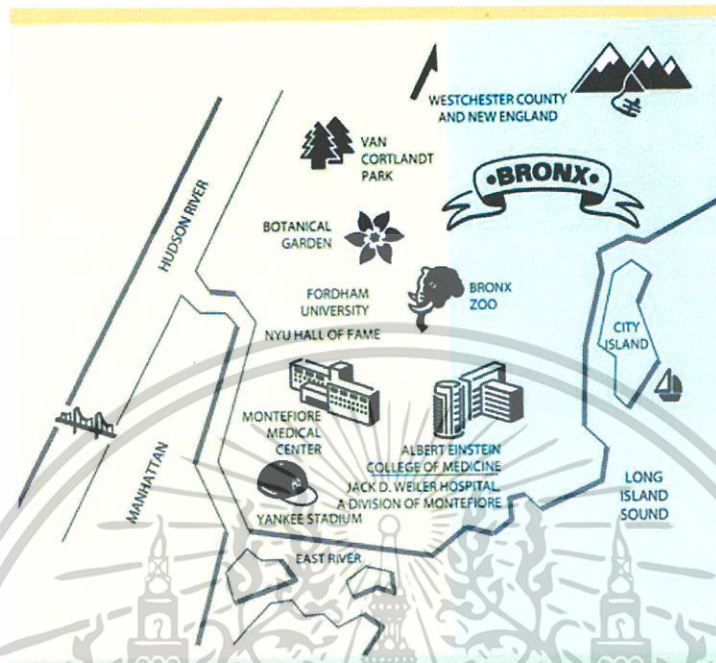 WESTCHESTER COUNTY
AND NEW ENGLAND
VAN
CORTLANDT
PARK
•BRONX•
HUDSON RIVER
BOTANICAL
GARDEN
FORDHAM
UNIVERSITY
BRONX
ZOO
NYU HALL OF FAME
CITY
ISLAND
MONTEFIORE
MEDICAL
CENTER
ALBERT EINSTEIN
COLLEGE OF MEDICINE
JACK D. WEILER HOSPITAL,
A DIVISION OF MONTEFIORE
MANHATTAN
YANKEE STADIUM
LONG
ISLAND
SOUND
EAST RIVER